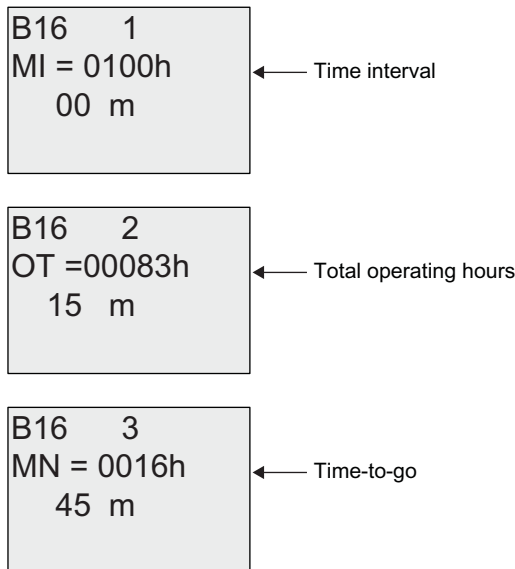 B16 1
MI = 0100h
00 m
Time interval
B16 2
OT =00083h
15 m
Total operating hours
B16 3
MN = 0016h
45 m
Time-to-go